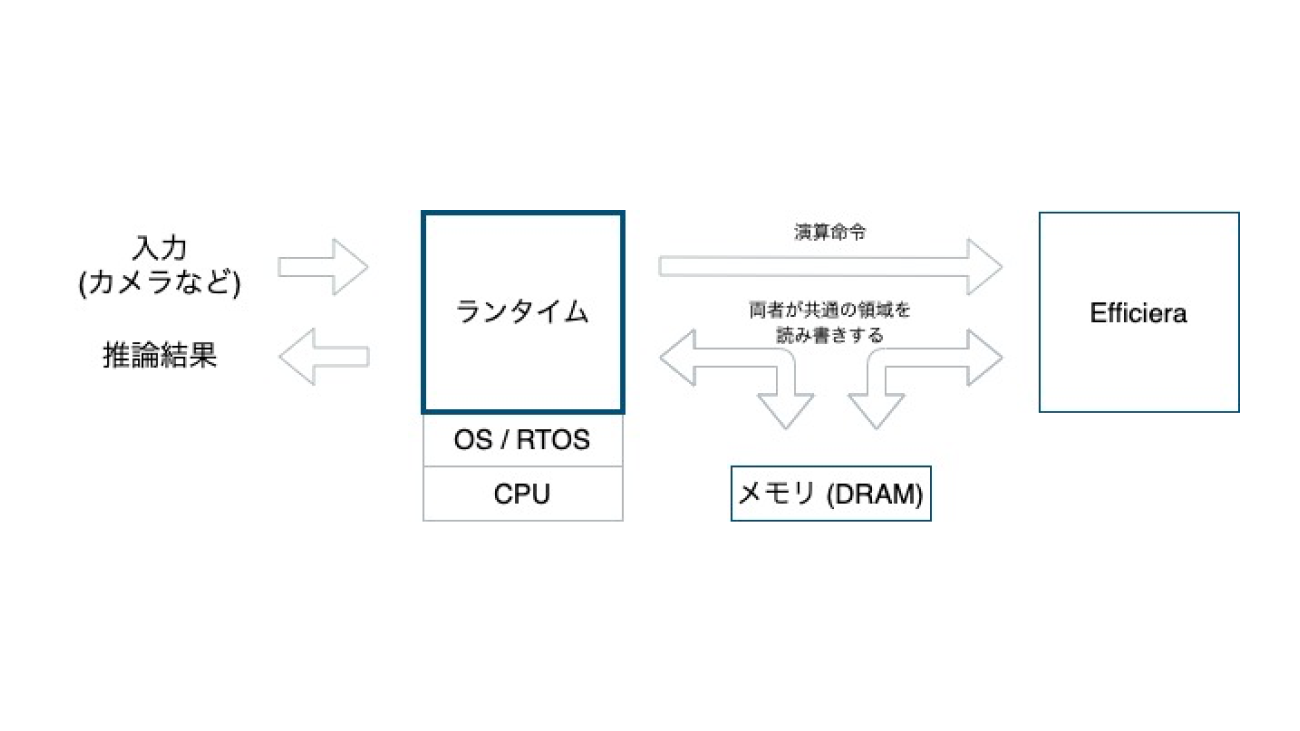 入力
(カメラなど)
推論結果
ランタイム
OS / RTOS
CPU
演算命令
両者が共通の領域を
読み書きする
メモリ (DRAM)
Efficiera